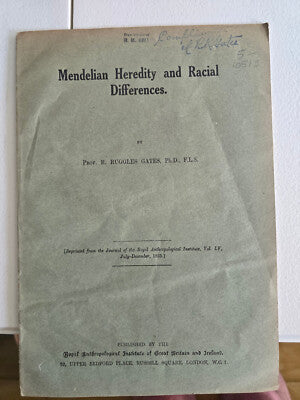 Mendelian Heredity and Racial
Differences.
BY
PROF. R. RUGGLES GATES, PH.D., F.L.S.
[Reprinted from the Journal of the Royal Anthropological Institute, Vol. LV,
July-December, 1925.]
PUBLISHED BY THE
Royal Anthropological Institute of Great Britain and Ireland,
52, UPPER BEDFORD PLACE, RUSSELL SQUARE, LONDON, W.C.1.